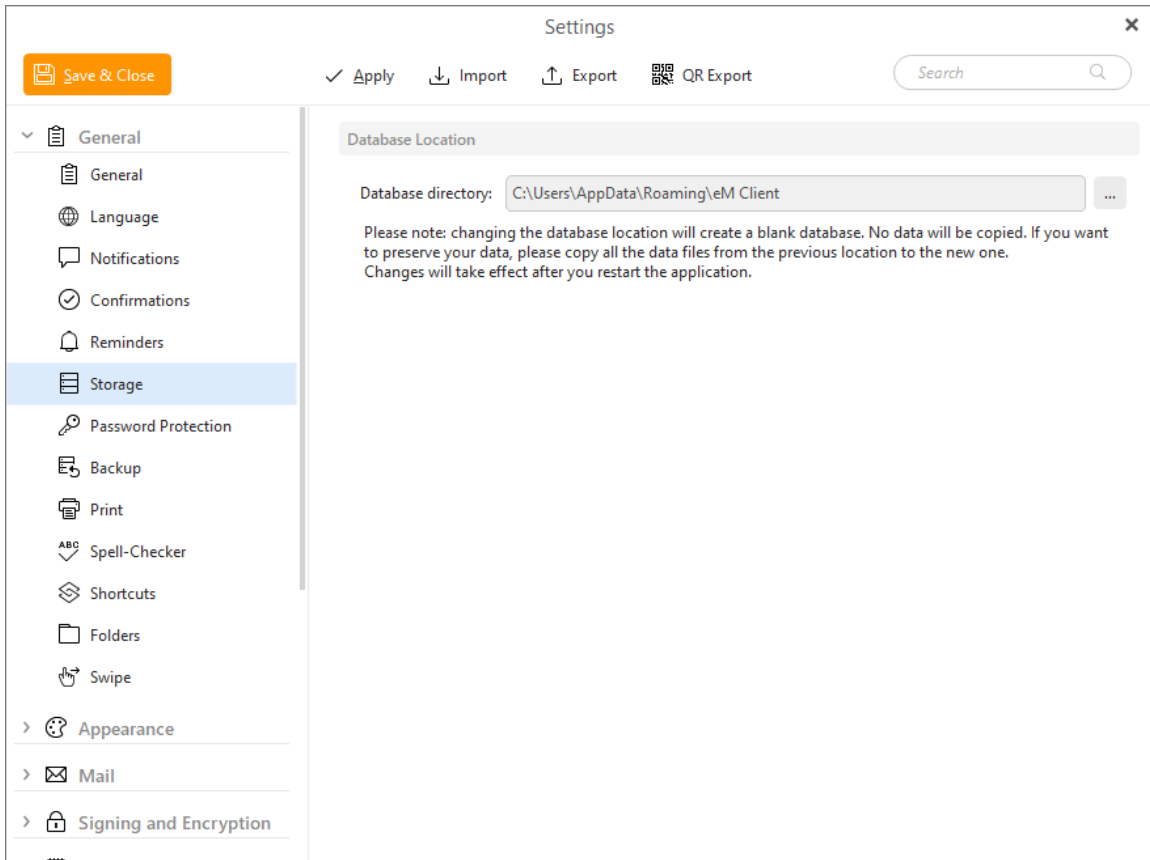 Settings
Save & Close
Apply
Import
Export
QR Export
Search
General
General
Language
Notifications
Confirmations
Reminders
Storage
Password Protection
Backup
Print
ABC
Spell-Checker
Shortcuts
Folders
Swipe
Appearance
Mail
Signing and Encryption
Database Location
Database directory: C:\Users\AppData\Roaming\eM Client ...
Please note: changing the database location will create a blank database. No data will be copied. If you want
to preserve your data, please copy all the data files from the previous location to the new one.
Changes will take effect after you restart the application.